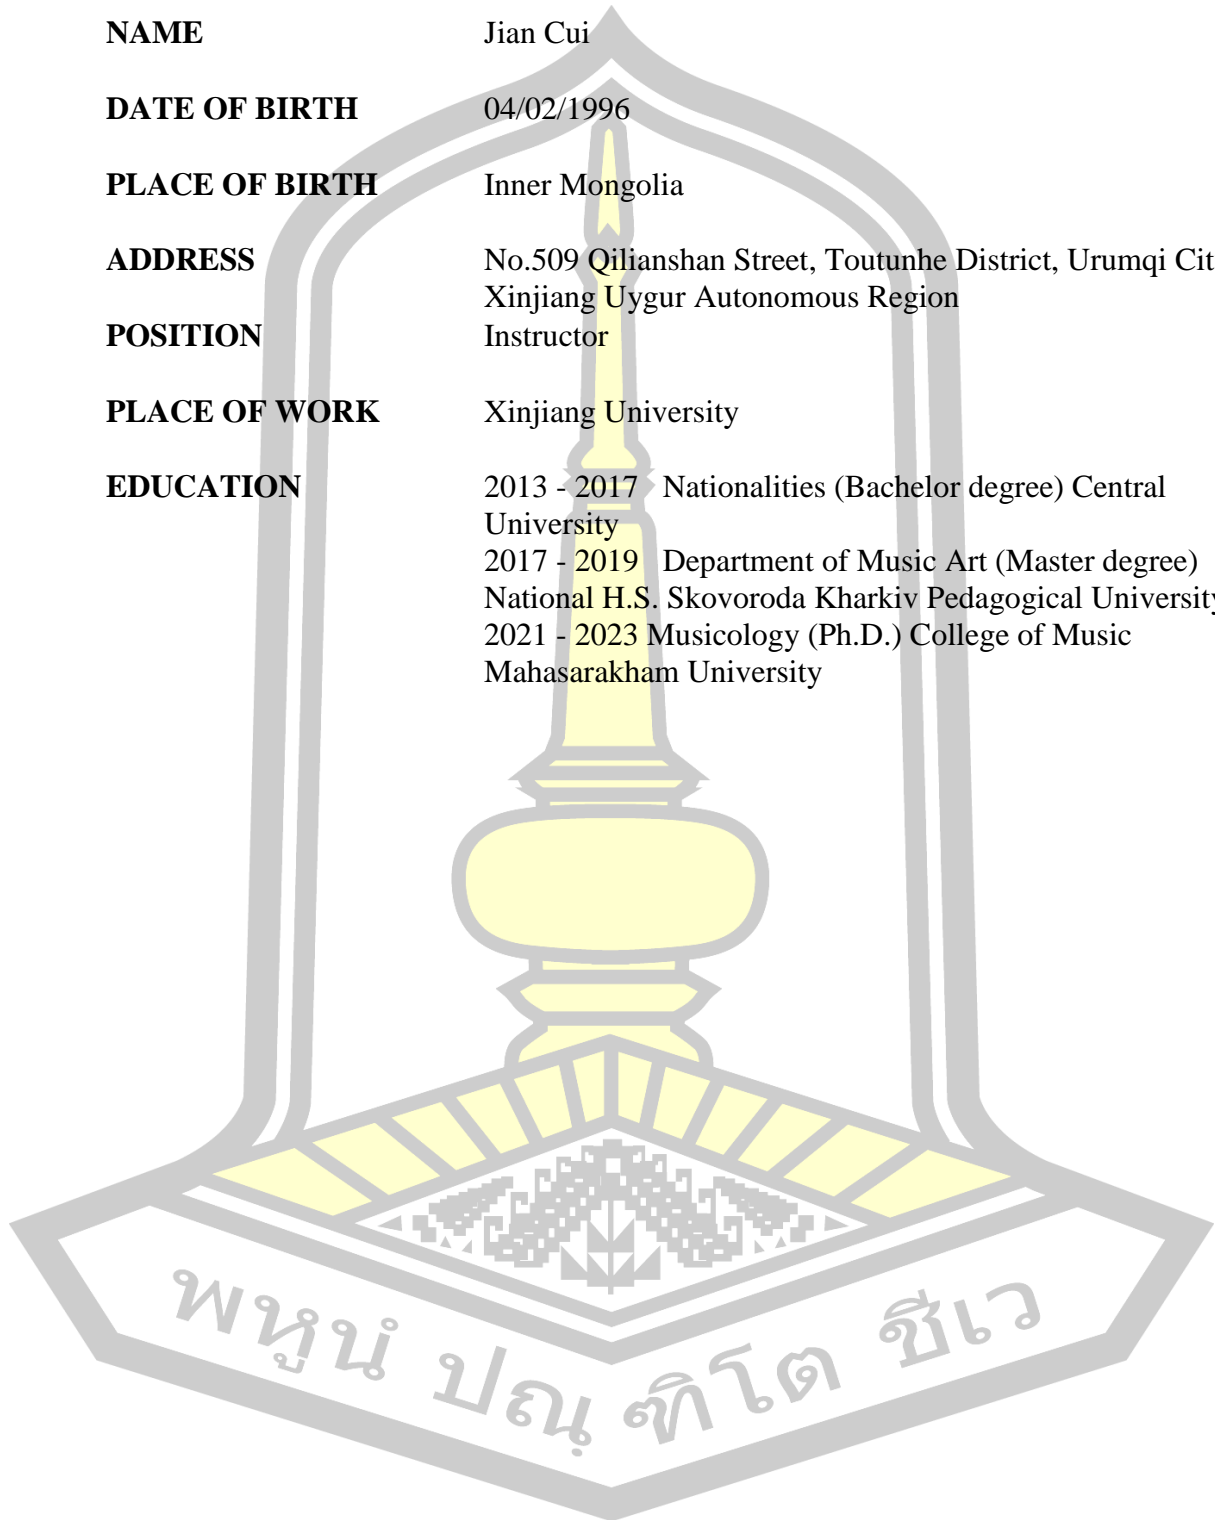 NAME Jian Cui
DATE OF BIRTH 04/02/1996
PLACE OF BIRTH Inner Mongolia
ADDRESS No.509 Qilianshan Street, Toutunhe District, Urumqi Cit
Xinjiang Uygur Autonomous Region
POSITION Instructor
PLACE OF WORK Xinjiang University
EDUCATION 2013 - 2017 Nationalities (Bachelor degree) Central
University
2017 - 2019 Department of Music Art (Master degree)
National H.S. Skovoroda Kharkiv Pedagogical University
2021 - 2023 Musicology (Ph.D.) College of Music
Mahasarakham University
พหูนํ ปณฺฑิโต ชีเว